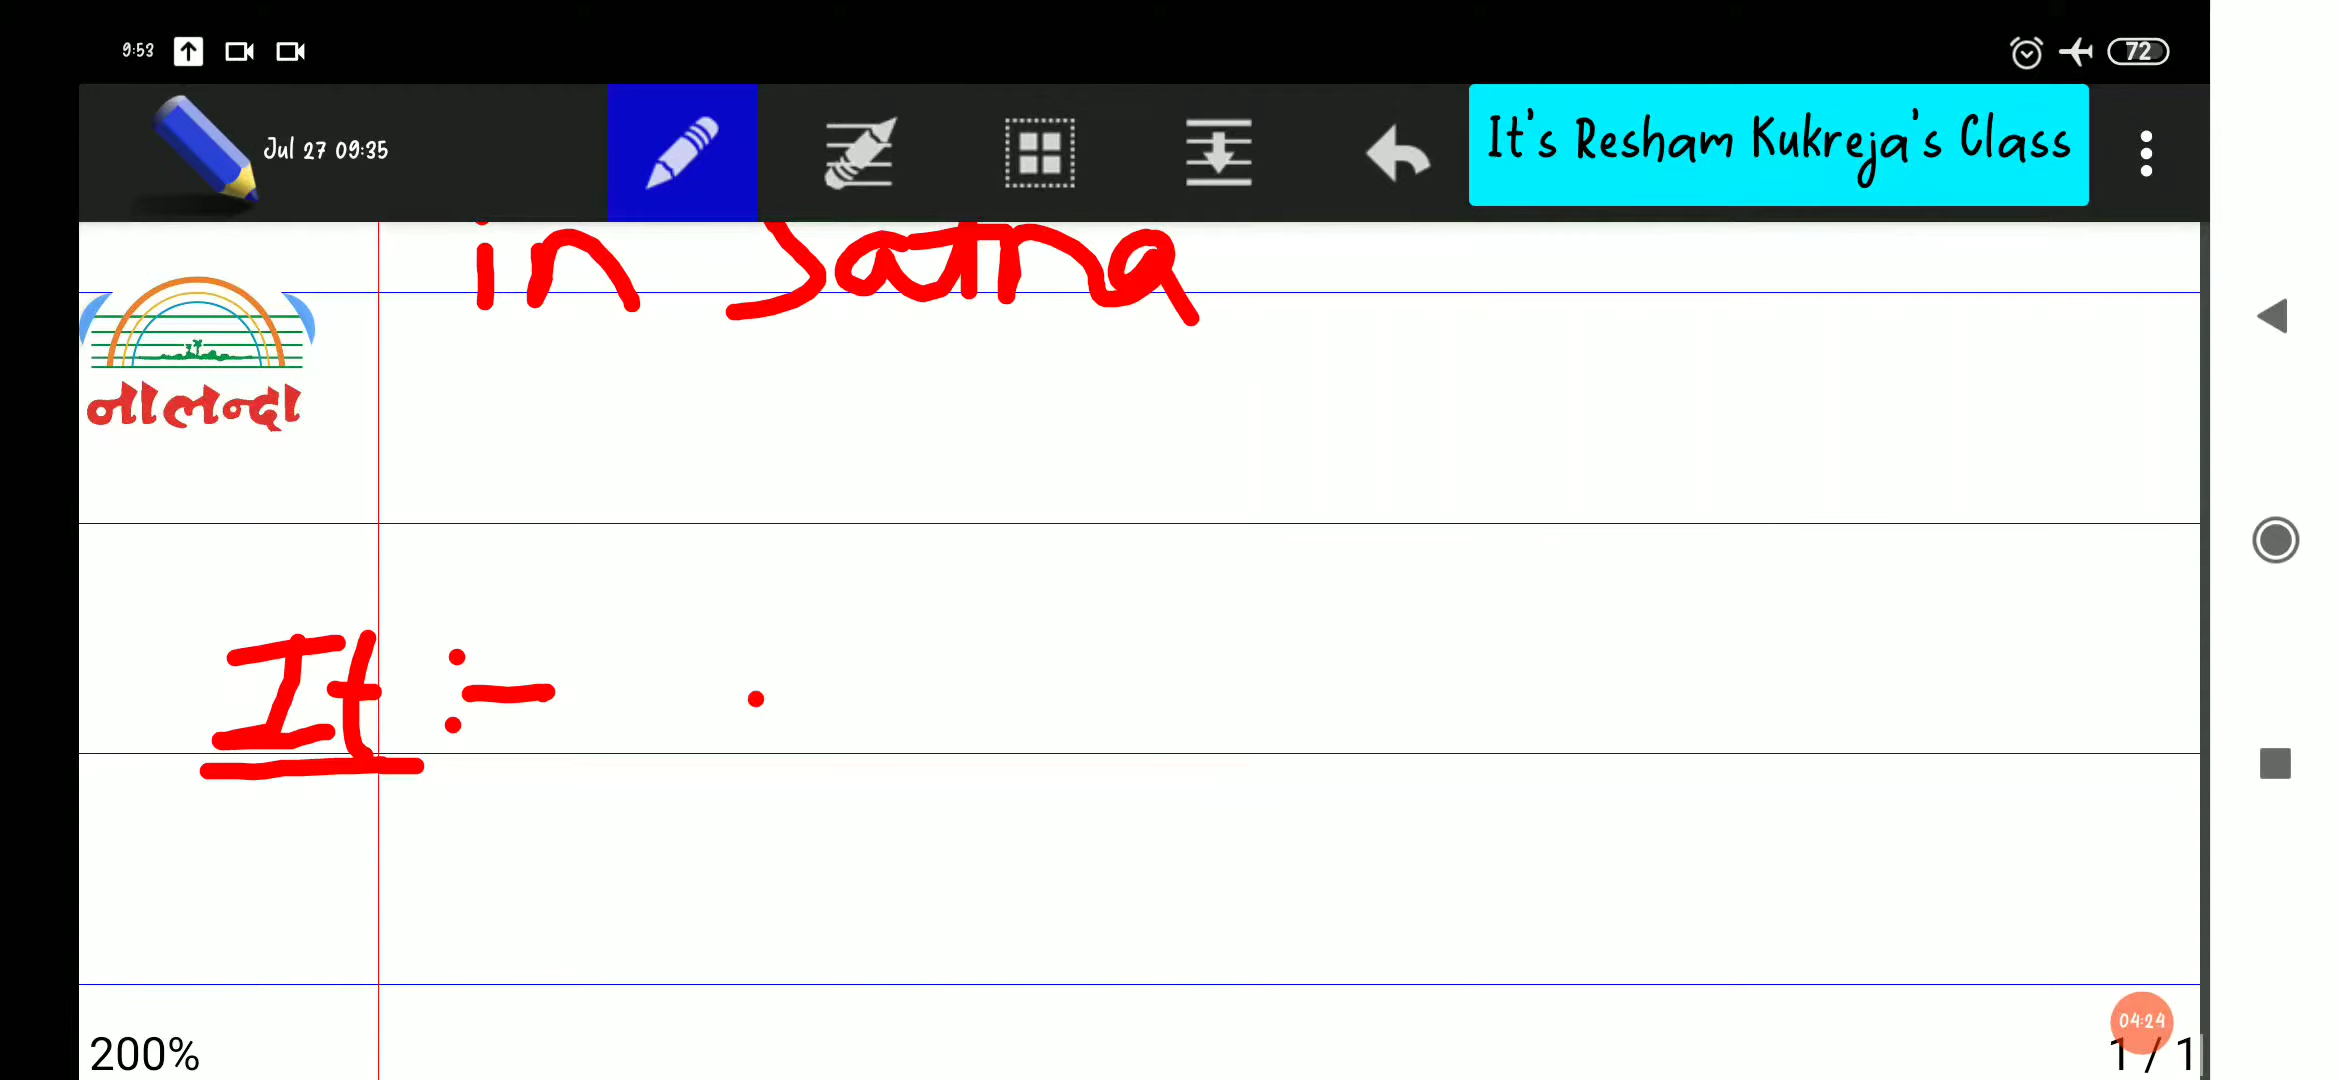 9:53
72
Jul 27 09:35
It's Resham Kukreja's Class
in Satna
नालन्दा
It :- .
04:24
200%
1 / 1